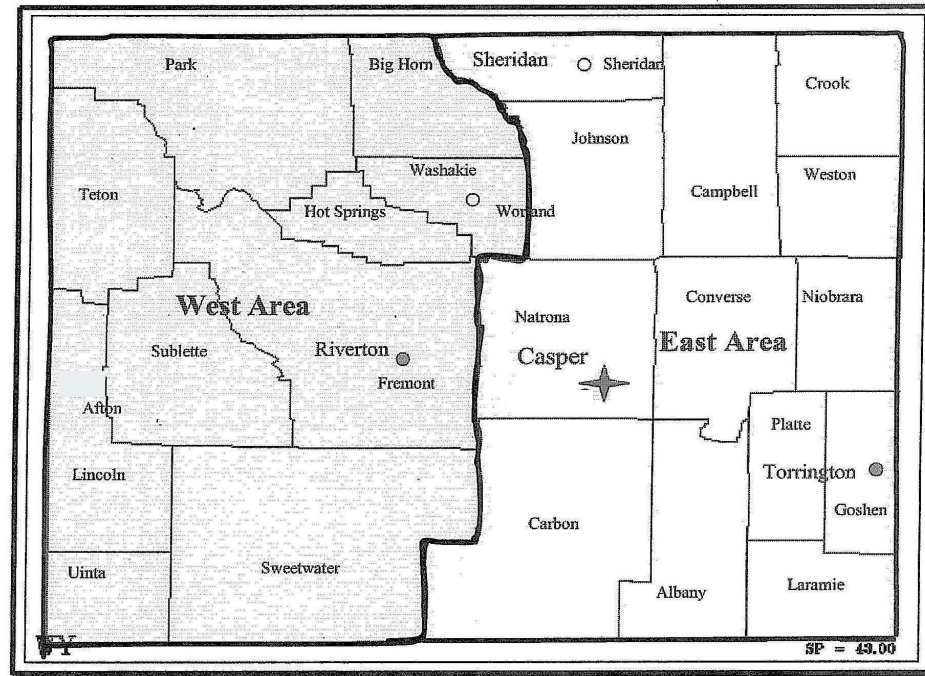 Park
Big Horn
Sheridan
Sheridan
Crook
Johnson
Washakie
Weston
Teton
Campbell
Worland
Hot Springs
West Area
Converse
Niobrara
Natrona
Sublette
Riverton
Casper
East Area
Fremont
Afton
Platte
Lincoln
Torrington
Goshen
Carbon
Uinta
Sweetwater
Albany
Laramie
WY
SP = 43.00